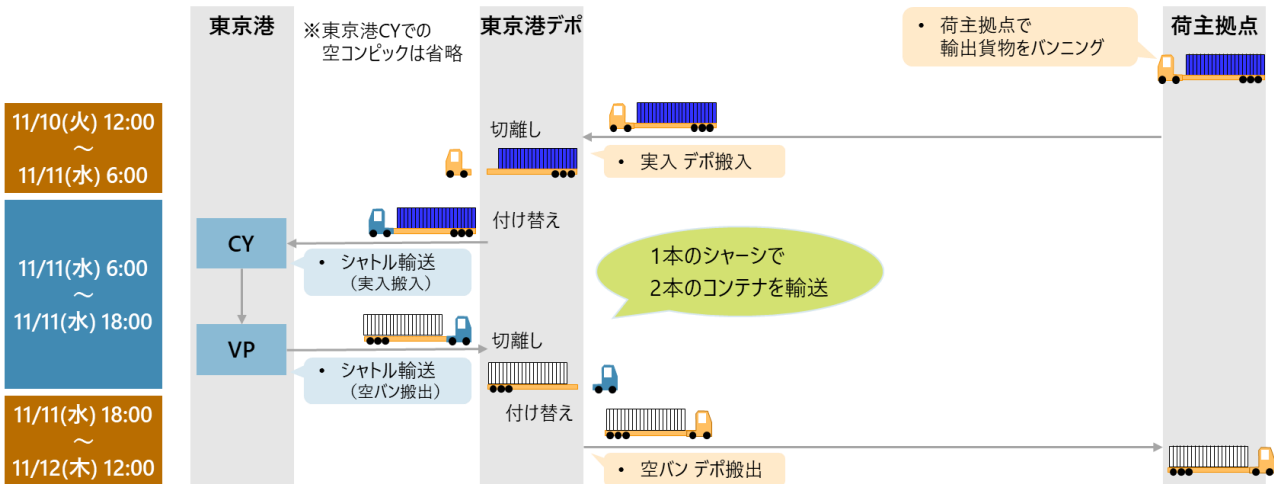 東京港
※東京港CYでの
空コンピックは省略
東京港デポ
• 荷主拠点で
輸出貨物をバンニング
荷主拠点
11/10(火) 12:00
～
11/11(水) 6:00
切離し
• 実入 デポ搬入
11/11(水) 6:00
～
11/11(水) 18:00
付け替え
CY
• シャトル輸送
（実入搬入）
1本のシャーシで
2本のコンテナを輸送
VP
切離し
• シャトル輸送
（空バン搬出）
11/11(水) 18:00
～
11/12(木) 12:00
付け替え
• 空バン デポ搬出